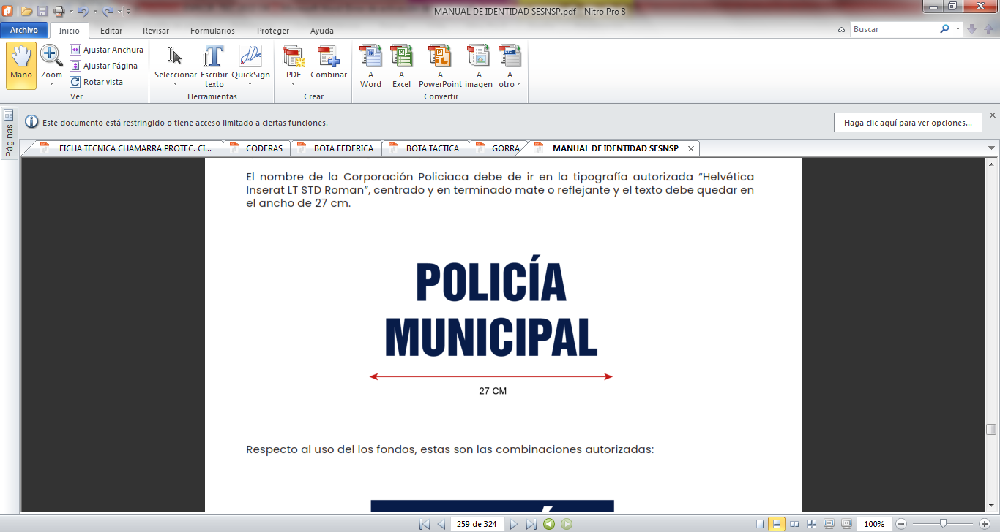 MANUAL DE IDENTIDAD SESNSP.pdf - Nitro Pro 8
Archivo Inicio Editar Revisar Formularios Proteger Ayuda Buscar
Mano Zoom Ajustar Anchura
Ajustar Página
Rotar vista
Ver
Seleccionar Escribir texto QuickSign
Herramientas
PDF Combinar
Crear
A Word A Excel A PowerPoint A imagen A otro
Convertir
Páginas
Este documento está restringido o tiene acceso limitado a ciertas funciones. Haga clic aquí para ver opciones...
FICHA TECNICA CHAMARRA PROTEC. CI... CODERAS BOTA FEDERICA BOTA TACTICA GORRA MANUAL DE IDENTIDAD SESNSP
El nombre de la Corporación Policiaca debe de ir en la tipografía autorizada “Helvética
Inserat LT STD Roman”, centrado y en terminado mate o reflejante y el texto debe quedar en
el ancho de 27 cm.
POLICÍA
MUNICIPAL
27 CM
Respecto al uso del los fondos, estas son las combinaciones autorizadas:
259 de 324 100%